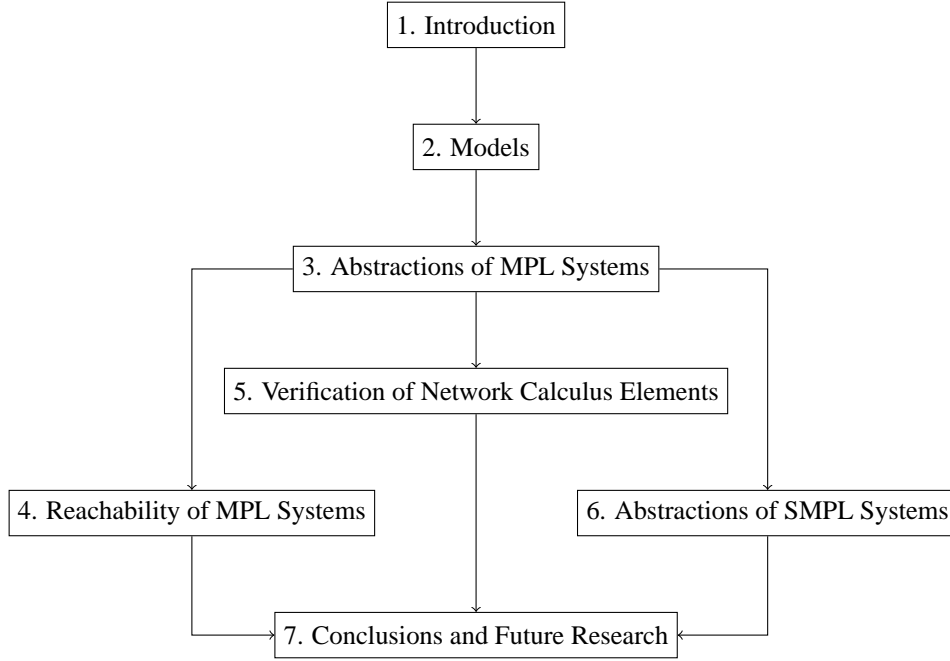 1. Introduction
2. Models
3. Abstractions of MPL Systems
5. Verification of Network Calculus Elements
4. Reachability of MPL Systems
6. Abstractions of SMPL Systems
7. Conclusions and Future Research